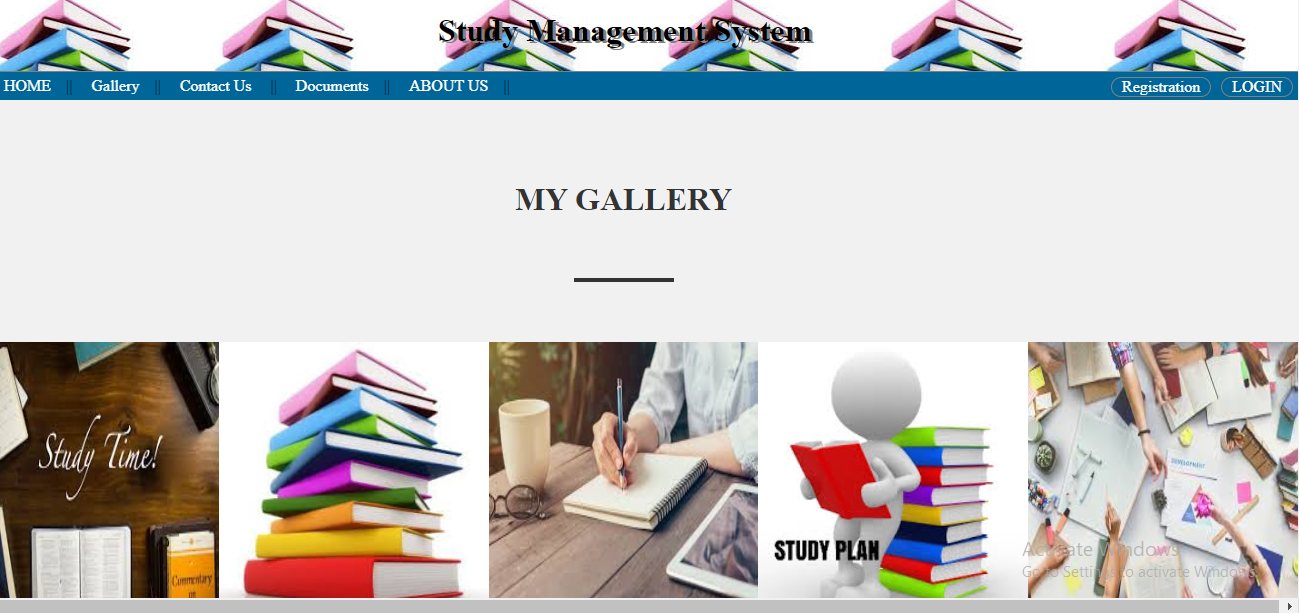 Study Management System
HOME || Gallery || Contact Us || Documents || ABOUT US || Registration LOGIN
MY GALLERY
Study Time!
Commentary
STUDY PLAN
DEVELOPMENT
Activate Windows
Go to Settings to activate Windows.